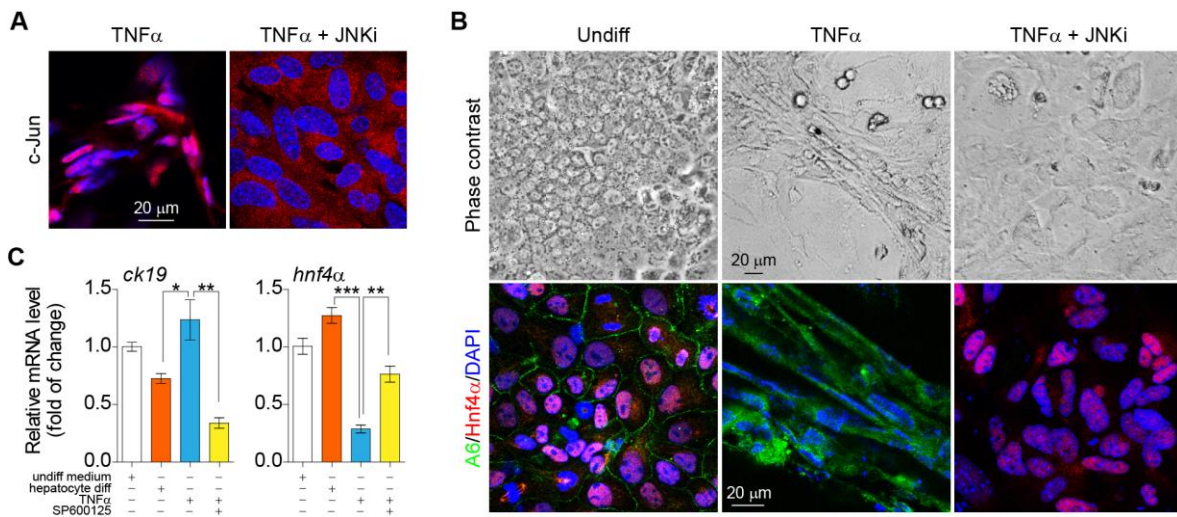 A
TNFα
TNFα + JNKi
c-Jun
20 µm
B
Undiff
TNFα
TNFα + JNKi
Phase contrast
20 µm
A6/Hnf4α/DAPI
20 µm
C
Relative mRNA level
(fold of change)
ck19
1.5
1.0
0.5
0.0
*
**
hnf4α
1.5
1.0
0.5
0.0
***
**
undiff medium + – – – + – – –
hepatocyte diff – + – – – + – –
TNFα – – + + – – + +
SP600125 – – – + – – – +